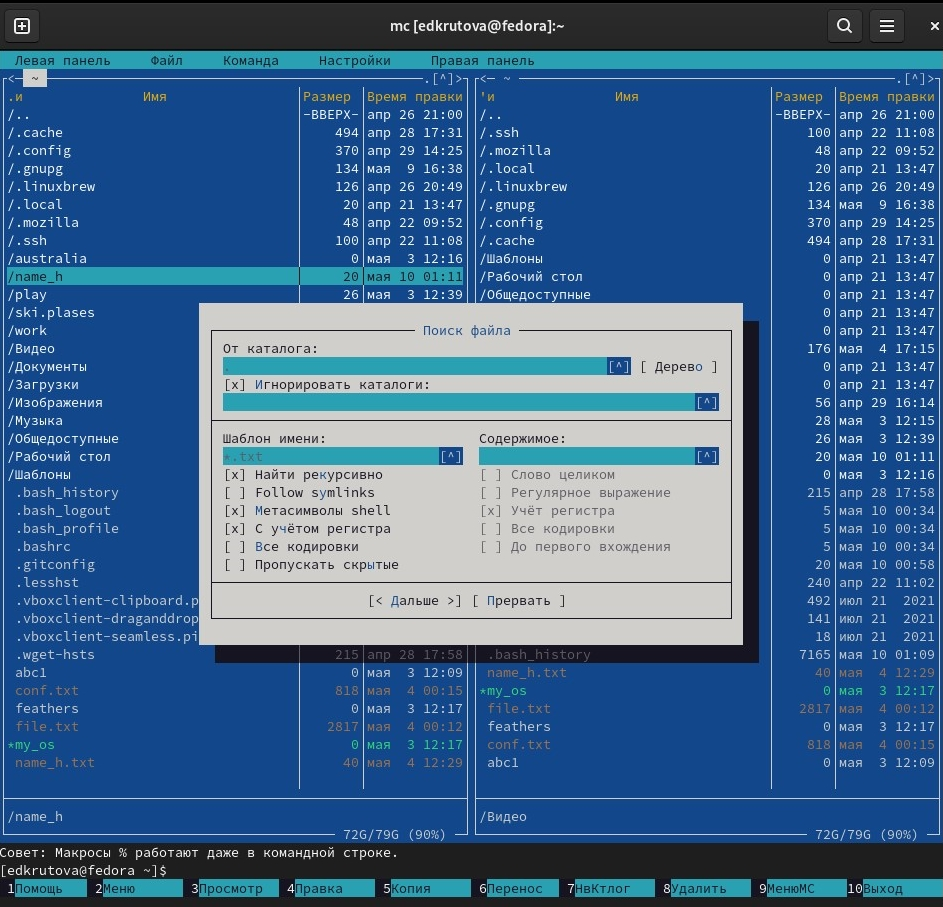 mc [edkrutova@fedora]:~
Левая панель Файл Команда Настройки Правая панель
<— ~ .[^]> <— ~ .[^]>
.и Имя Размер Время правки 'и Имя Размер Время правки
/.. -ВВЕРХ- апр 26 21:00 /.. -ВВЕРХ- апр 26 21:00
/.cache 494 апр 28 17:31 /.ssh 100 апр 22 11:08
/.config 370 апр 29 14:25 /.mozilla 48 апр 22 09:52
/.gnupg 134 мая 9 16:38 /.local 20 апр 21 13:47
/.linuxbrew 126 апр 26 20:49 /.linuxbrew 126 апр 26 20:49
/.local 20 апр 21 13:47 /.gnupg 134 мая 9 16:38
/.mozilla 48 апр 22 09:52 /.config 370 апр 29 14:25
/.ssh 100 апр 22 11:08 /.cache 494 апр 28 17:31
/australia 0 мая 3 12:16 /Шаблоны 0 апр 21 13:47
/name_h 20 мая 10 01:11 /Рабочий стол 0 апр 21 13:47
/play 26 мая 3 12:39 /Общедоступные 0 апр 21 13:47
/ski.plases 0 апр 21 13:47
/work 0 апр 21 13:47
/Видео 176 мая 4 17:15
/Документы 0 апр 21 13:47
/Загрузки 0 апр 21 13:47
/Изображения 56 апр 29 16:14
/Музыка 28 мая 3 12:15
/Общедоступные 26 мая 3 12:39
/Рабочий стол 20 мая 10 01:11
/Шаблоны 0 мая 3 12:16
.bash_history 215 апр 28 17:58
.bash_logout 5 мая 10 00:34
.bash_profile 5 мая 10 00:34
.bashrc 5 мая 10 00:34
.gitconfig 20 мая 10 00:56
.lesshst 240 апр 22 11:02
.vboxclient-clipboard.p 492 июл 21 2021
.vboxclient-draganddrop 141 июл 21 2021
.vboxclient-seamless.pi 18 июл 21 2021
Поиск файла
От каталога:
. [^] [ Дерево ]
[x] Игнорировать каталоги:
[^]
Шаблон имени: Содержимое:
*.txt [^] [^]
[x] Найти рекурсивно [ ] Слово целиком
[ ] Follow symlinks [ ] Регулярное выражение
[x] Метасимволы shell [x] Учёт регистра
[x] С учётом регистра [ ] Все кодировки
[ ] Все кодировки [ ] До первого вхождения
[ ] Пропускать скрытые
[< Дальше >] [ Прервать ]
.wget-hsts 215 апр 28 17:58 .bash_history 7165 мая 10 01:09
abc1 0 мая 3 12:09 name_h.txt 40 мая 4 12:29
conf.txt 818 мая 4 00:15 *my_os 0 мая 3 12:17
feathers 0 мая 3 12:17 file.txt 2817 мая 4 00:12
file.txt 2817 мая 4 00:12 feathers 0 мая 3 12:17
*my_os 0 мая 3 12:17 conf.txt 818 мая 4 00:15
name_h.txt 40 мая 4 12:29 abc1 0 мая 3 12:09
/name_h /Видео
72G/79G (90%) 72G/79G (90%)
Совет: Макросы % работают даже в командной строке.
[edkrutova@fedora ~]$
1Помощь 2Меню 3Просмотр 4Правка 5Копия 6Перенос 7НвКтлог 8Удалить 9МенюМС 10Выход